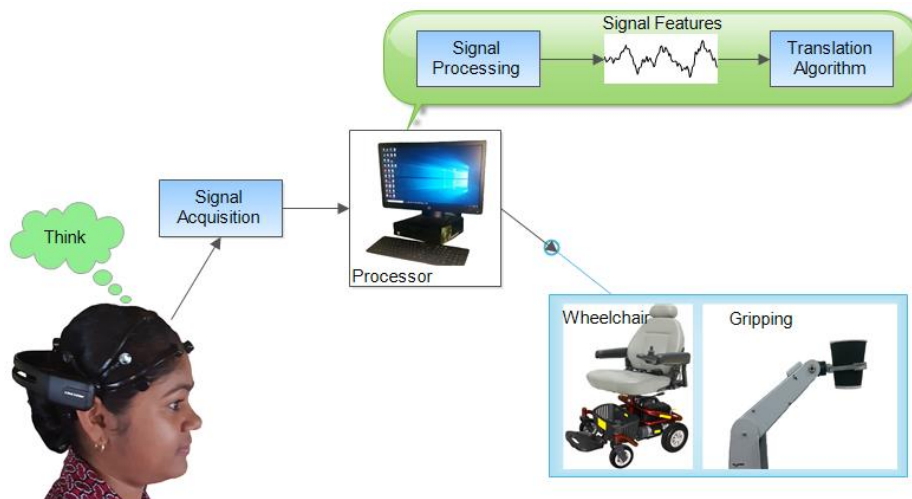 Signal Features
Signal
Processing
Translation
Algorithm
Signal
Acquisition
Think
Processor
Wheelchair
Gripping